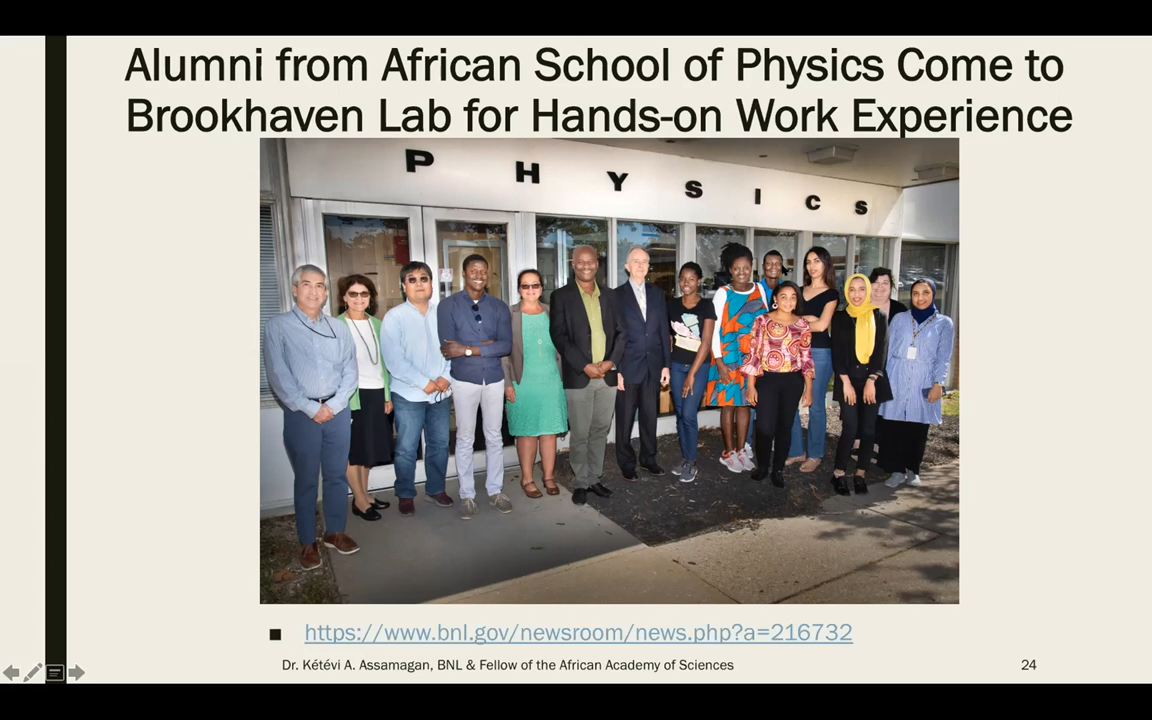 Alumni from African School of Physics Come to
Brookhaven Lab for Hands-on Work Experience
P H Y S I C S
■ https://www.bnl.gov/newsroom/news.php?a=216732
Dr. Kétévi A. Assamagan, BNL & Fellow of the African Academy of Sciences
24